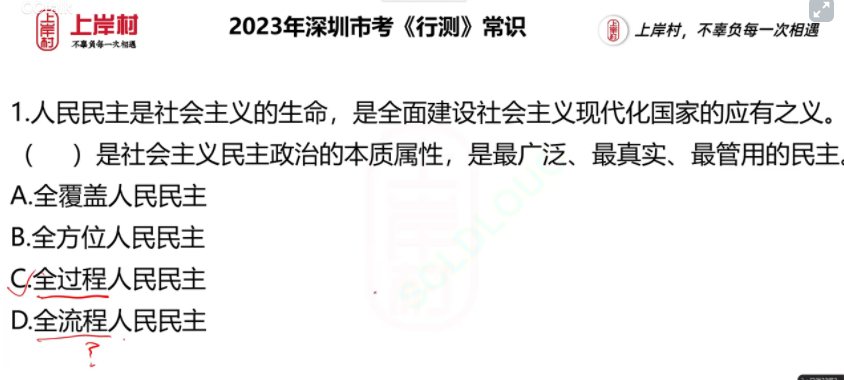 上岸村
上岸村
不辜负每一次相遇
2023年深圳市考《行测》常识
上岸村，不辜负每一次相遇
1.人民民主是社会主义的生命，是全面建设社会主义现代化国家的应有之义。
（ ）是社会主义民主政治的本质属性，是最广泛、最真实、最管用的民主。
A.全覆盖人民民主
B.全方位人民民主
C.全过程人民民主
D.全流程人民民主
?
上岸村